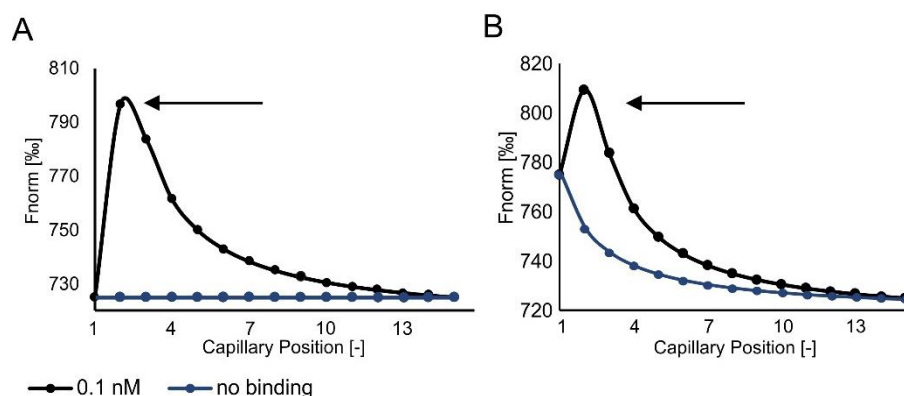 A
810
790
770
750
730
Fnorm [‰]
1 4 7 10 13
Capillary Position [-]
B
820
800
780
760
740
720
Fnorm [‰]
1 4 7 10 13
Capillary Position [-]
0.1 nM no binding